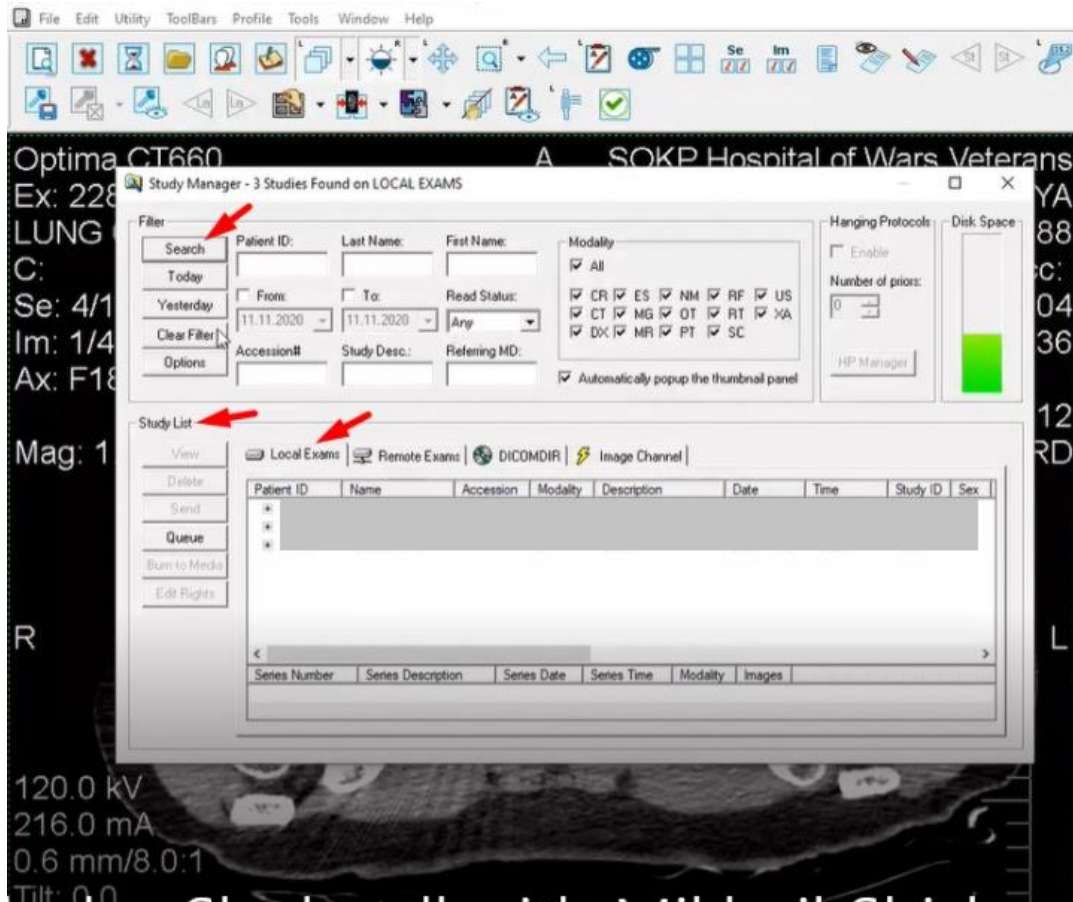 File Edit Utility ToolBars Profile Tools Window Help
Se Im
St St
La La
Optima CT660 A SOKP Hospital of Wars Veterans
Ex: 228 YA
LUNG 88
C: c:
Se: 4/1 04
Im: 1/4 36
Ax: F18
12
Mag: 1 RD
Study Manager - 3 Studies Found on LOCAL EXAMS
Filter Hanging Protocols Disk Space
Search Patient ID: Last Name: First Name: Modality
Enable
All
Today
Number of priors:
Yesterday From: To: Read Status: CR ES NM RF US
11.11.2020 11.11.2020 Any CT MG OT RT XA
0
Clear Filter DX MR PT SC
Accession# Study Desc.: Referring MD:
Options HP Manager
Automatically popup the thumbnail panel
Study List
View Local Exams Remote Exams DICOMDIR Image Channel
Delete Patient ID Name Accession Modality Description Date Time Study ID Sex
Send
Queue
Burn to Media
Edit Rights
R L
Series Number Series Description Series Date Series Time Modality Images
120.0 kV
216.0 mA
0.6 mm/8.0:1
Tilt: 0.0